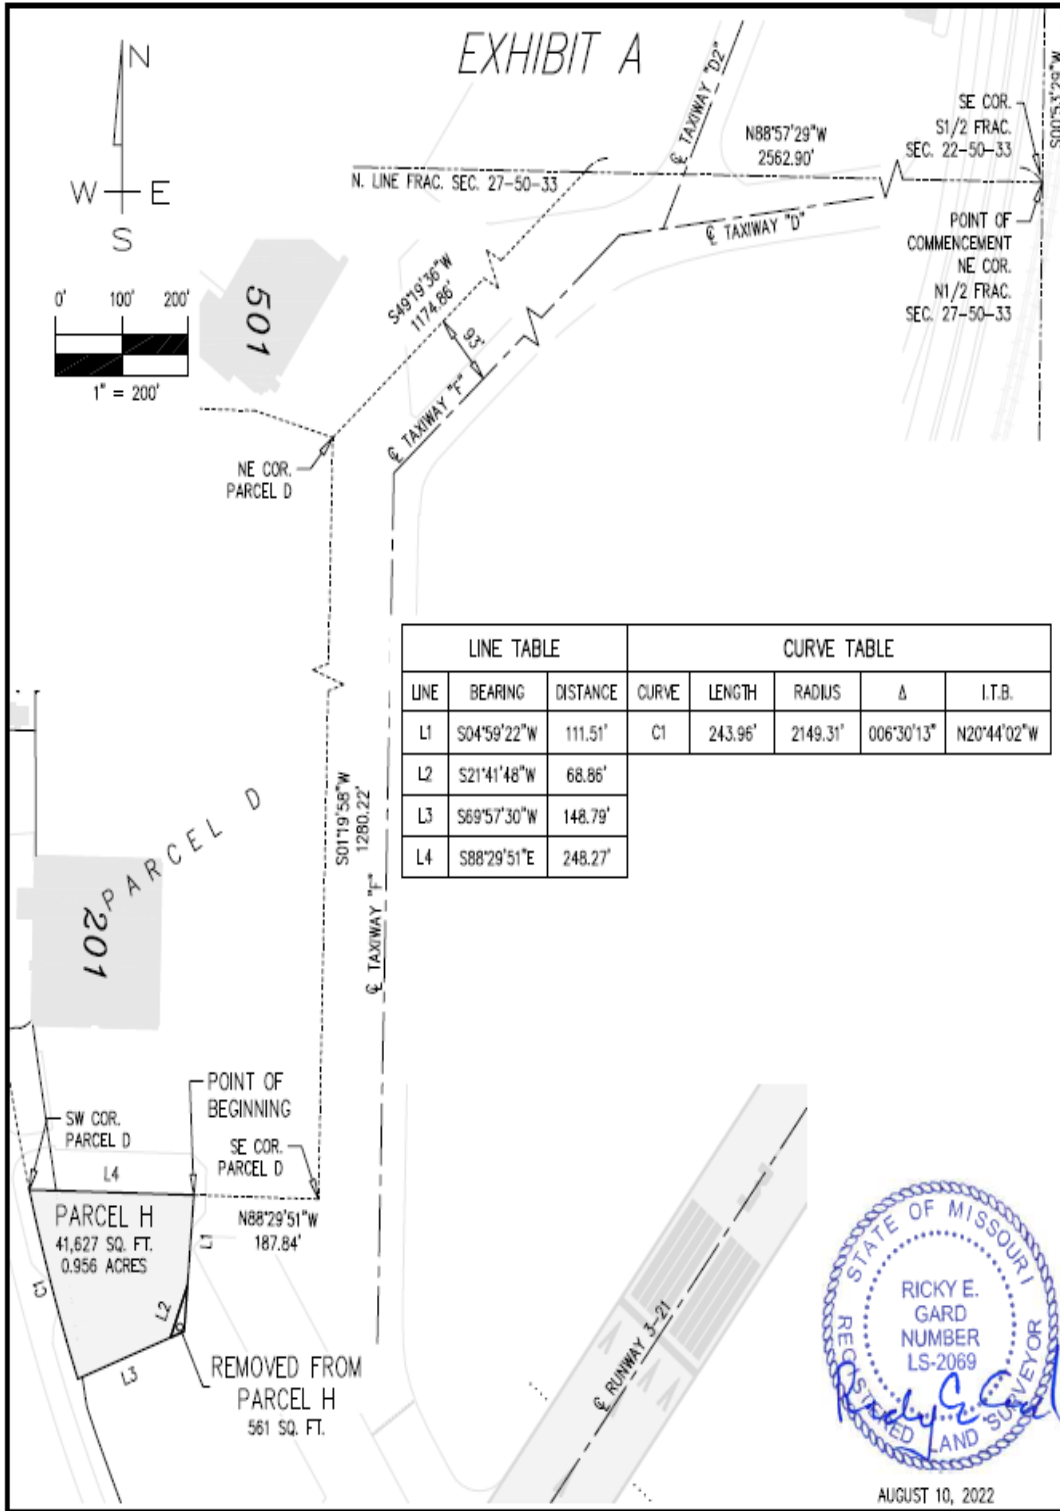 EXHIBIT A
N
W
E
S
0'
100'
200'
1" = 200'
501
N. LINE FRAC. SEC. 27-50-33
℄ TAXIWAY "D2"
N88°57'29"W
2562.90'
SE COR.
S1/2 FRAC.
SEC. 22-50-33
℄ TAXIWAY "D"
POINT OF
COMMENCEMENT
NE COR.
N1/2 FRAC.
SEC. 27-50-33
S49°19'36"W
1174.86'
93'
℄ TAXIWAY "F"
NE COR.
PARCEL D
S01°19'58"W
1280.22'
℄ TAXIWAY "F"
LINE TABLE
CURVE TABLE
LINE BEARING DISTANCE CURVE LENGTH RADIUS Δ I.T.B.
L1 S04°59'22"W 111.51' C1 243.96' 2149.31' 006°30'13" N20°44'02"W
L2 S21°41'48"W 68.86'
L3 S69°57'30"W 148.79'
L4 S88°29'51"E 248.27'
PARCEL D
201
POINT OF
BEGINNING
SW COR.
PARCEL D
SE COR.
PARCEL D
L4
PARCEL H
41,627 SQ. FT.
0.956 ACRES
L1
N88°29'51"W
187.84'
C1
L2
L3
REMOVED FROM
PARCEL H
561 SQ. FT.
℄ RUNWAY 3-21
STATE OF MISSOURI
RICKY E.
GARD
NUMBER
LS-2069
REGISTERED LAND SURVEYOR
AUGUST 10, 2022